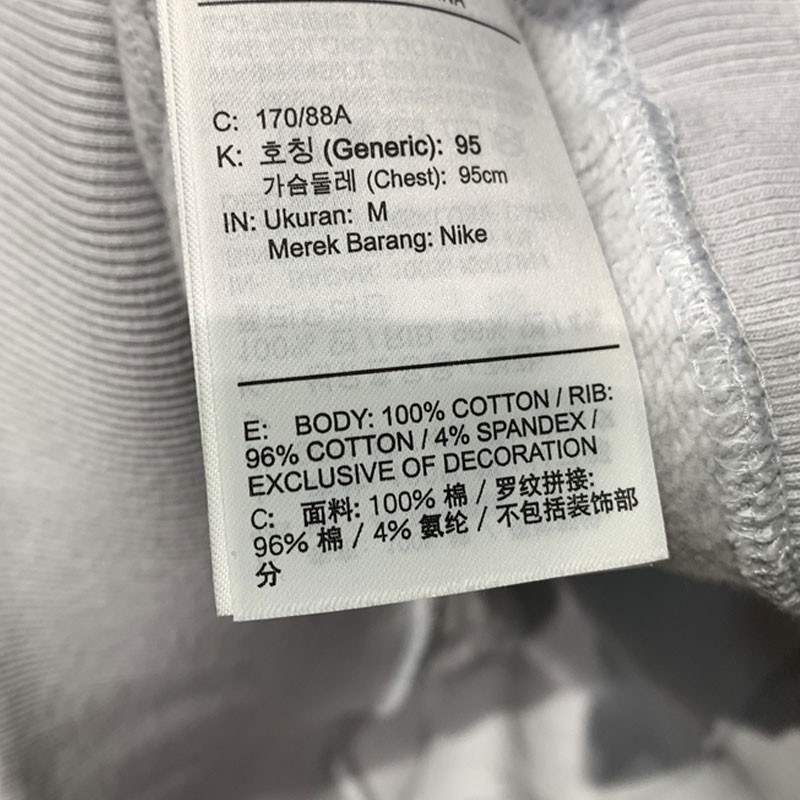 C: 170/88A
K: 호칭 (Generic): 95
가슴둘레 (Chest): 95cm
IN: Ukuran: M
Merek Barang: Nike
E: BODY: 100% COTTON / RIB:
96% COTTON / 4% SPANDEX /
EXCLUSIVE OF DECORATION
C: 面料: 100% 棉 / 罗纹拼接:
96% 棉 / 4% 氨纶 / 不包括装饰部
分